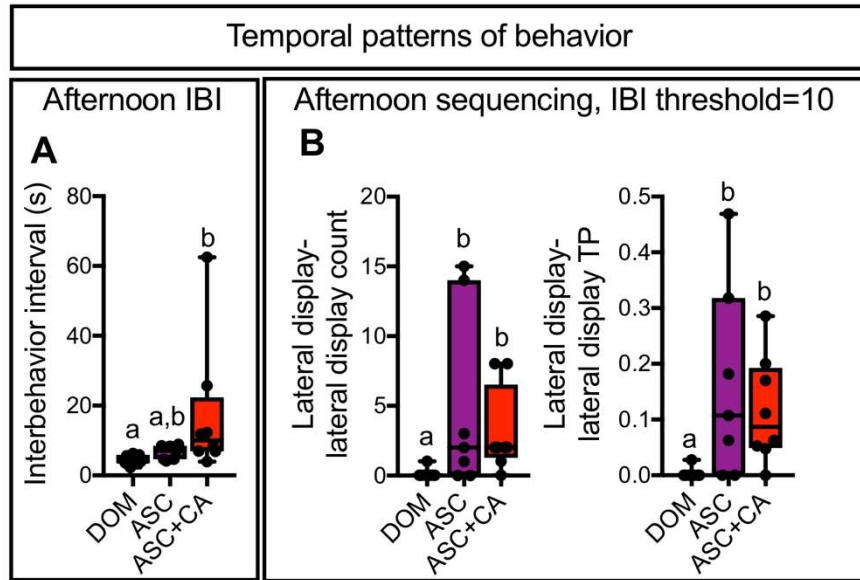 Temporal patterns of behavior
Afternoon IBI
A
Interbehavior interval (s)
80
60
40
20
0
a
a,b
b
DOM
ASC
ASC+CA
Afternoon sequencing, IBI threshold=10
B
Lateral display-
lateral display count
20
15
10
5
0
a
b
b
DOM
ASC
ASC+CA
Lateral display-
lateral display TP
0.5
0.4
0.3
0.2
0.1
0.0
a
b
b
DOM
ASC
ASC+CA